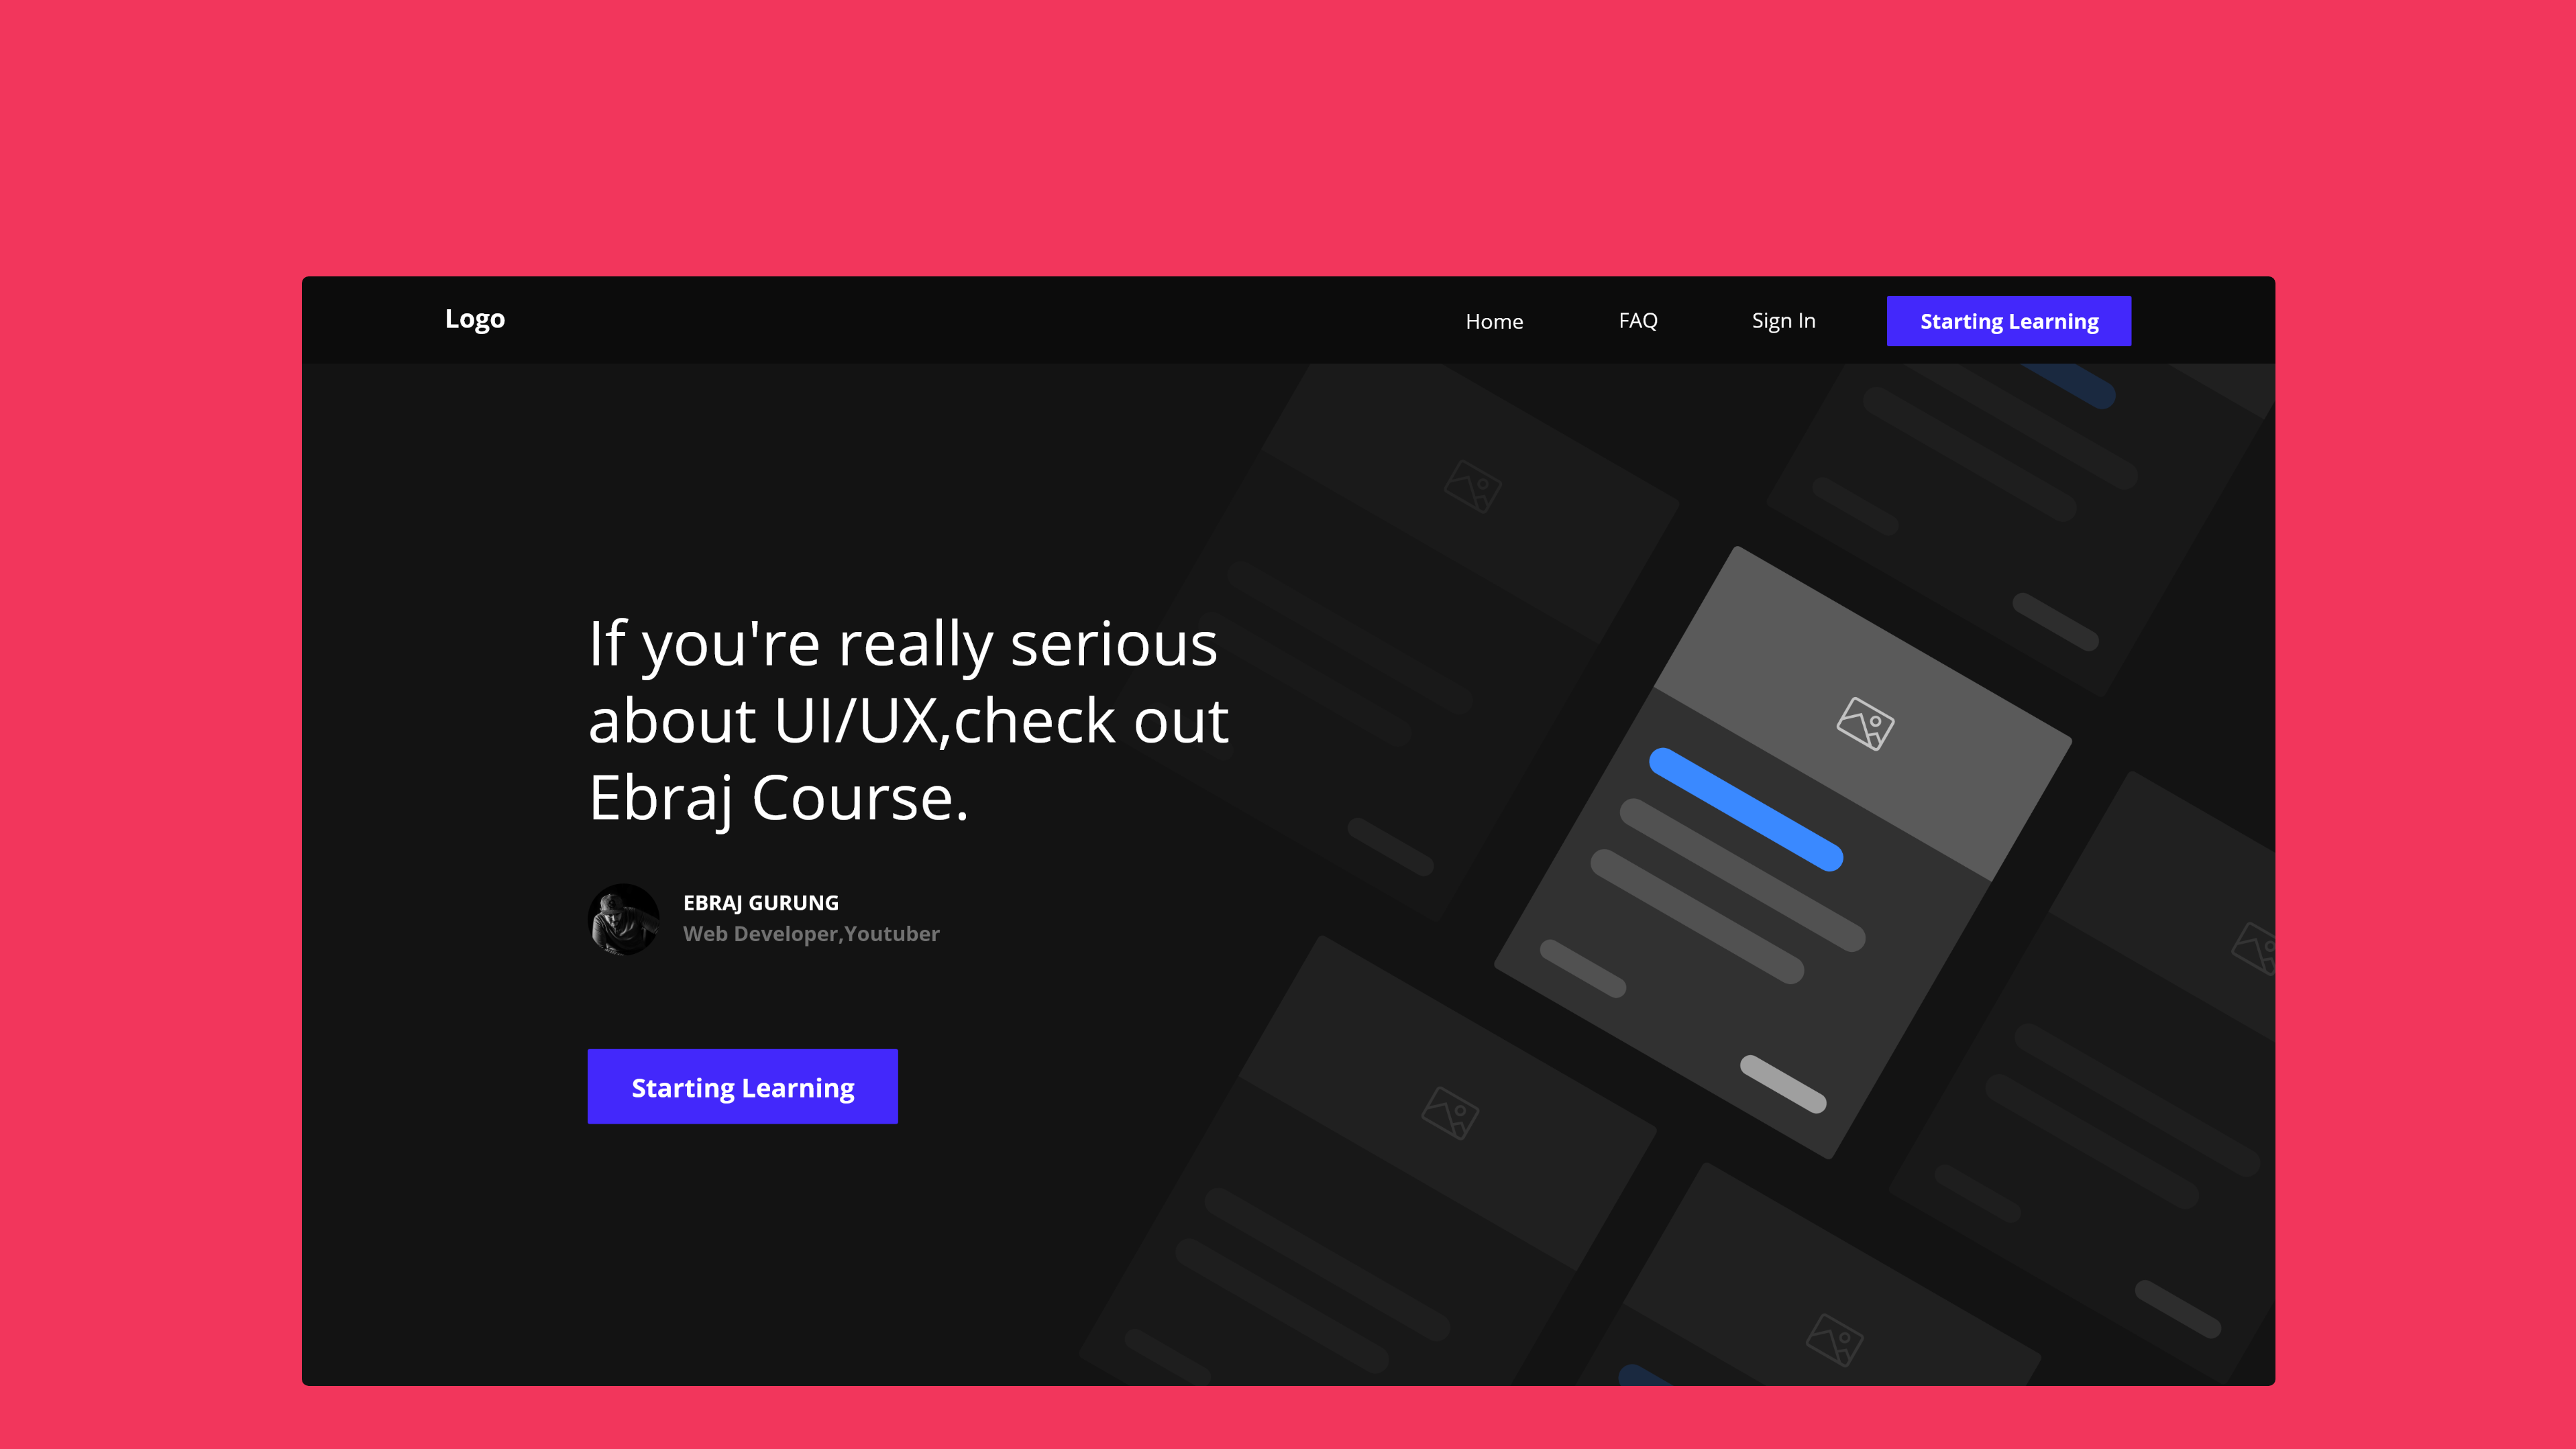 Logo
Home
FAQ
Sign In
Starting Learning
If you're really serious
about UI/UX,check out
Ebraj Course.
EBRAJ GURUNG
Web Developer,Youtuber
Starting Learning